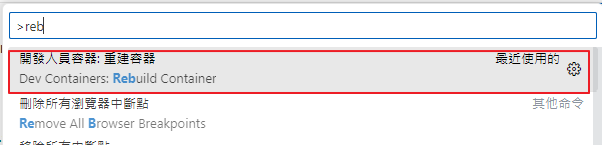 >reb
開發人員容器: 重建容器 最近使用的
Dev Containers: Rebuild Container
刪除所有瀏覽器中斷點 其他命令
Remove All Browser Breakpoints